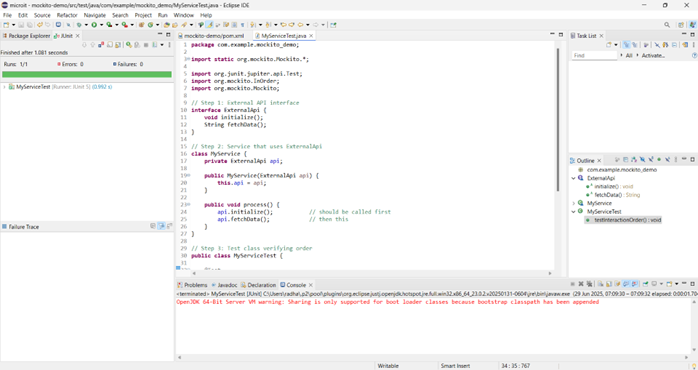 microit - mockito-demo/src/test/java/com/example/mockito_demo/MyServiceTest.java - Eclipse IDE
File Edit Source Refactor Navigate Search Project Run Window Help
Package Explorer JUnit
Finished after 1.081 seconds
Runs: 1/1 Errors: 0 Failures: 0
MyServiceTest [Runner: JUnit 5] (0.992 s)
Failure Trace
mockito-demo/pom.xml MyServiceTest.java
1 package com.example.mockito_demo;
2
3 import static org.mockito.Mockito.*;
4
5 import org.junit.jupiter.api.Test;
6 import org.mockito.InOrder;
7 import org.mockito.Mockito;
8
9 // Step 1: External API interface
10 interface ExternalApi {
11 void initialize();
12 String fetchData();
13 }
14
15 // Step 2: Service that uses ExternalApi
16 class MyService {
17 private ExternalApi api;
18
19 public MyService(ExternalApi api) {
20 this.api = api;
21 }
22
23 public void process() {
24 api.initialize(); // should be called first
25 api.fetchData(); // then this
26 }
27 }
28
29 // Step 3: Test class verifying order
30 public class MyServiceTest {
31
Task List
Find All Activate...
Outline
com.example.mockito_demo
ExternalApi
initialize() : void
fetchData() : String
MyService
MyServiceTest
testInteractionOrder() : void
Problems Javadoc Declaration Console
<terminated> MyServiceTest [JUnit] C:\Users\radha\.p2\pool\plugins\org.eclipse.justj.openjdk.hotspot.jre.full.win32.x86_64_23.0.2.v20250131-0604\jre\bin\javaw.exe (29 Jun 2025, 07:09:30 – 07:09:32 elapsed: 0:00:01.70
OpenJDK 64-Bit Server VM warning: Sharing is only supported for boot loader classes because bootstrap classpath has been appended
Writable Smart Insert 34 : 35 : 767